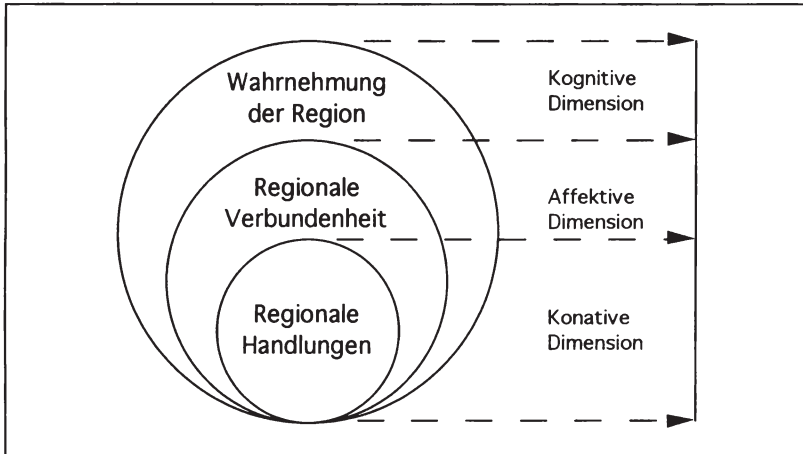 Wahrnehmung
der Region
Kognitive
Dimension
Regionale
Verbundenheit
Affektive
Dimension
Regionale
Handlungen
Konative
Dimension